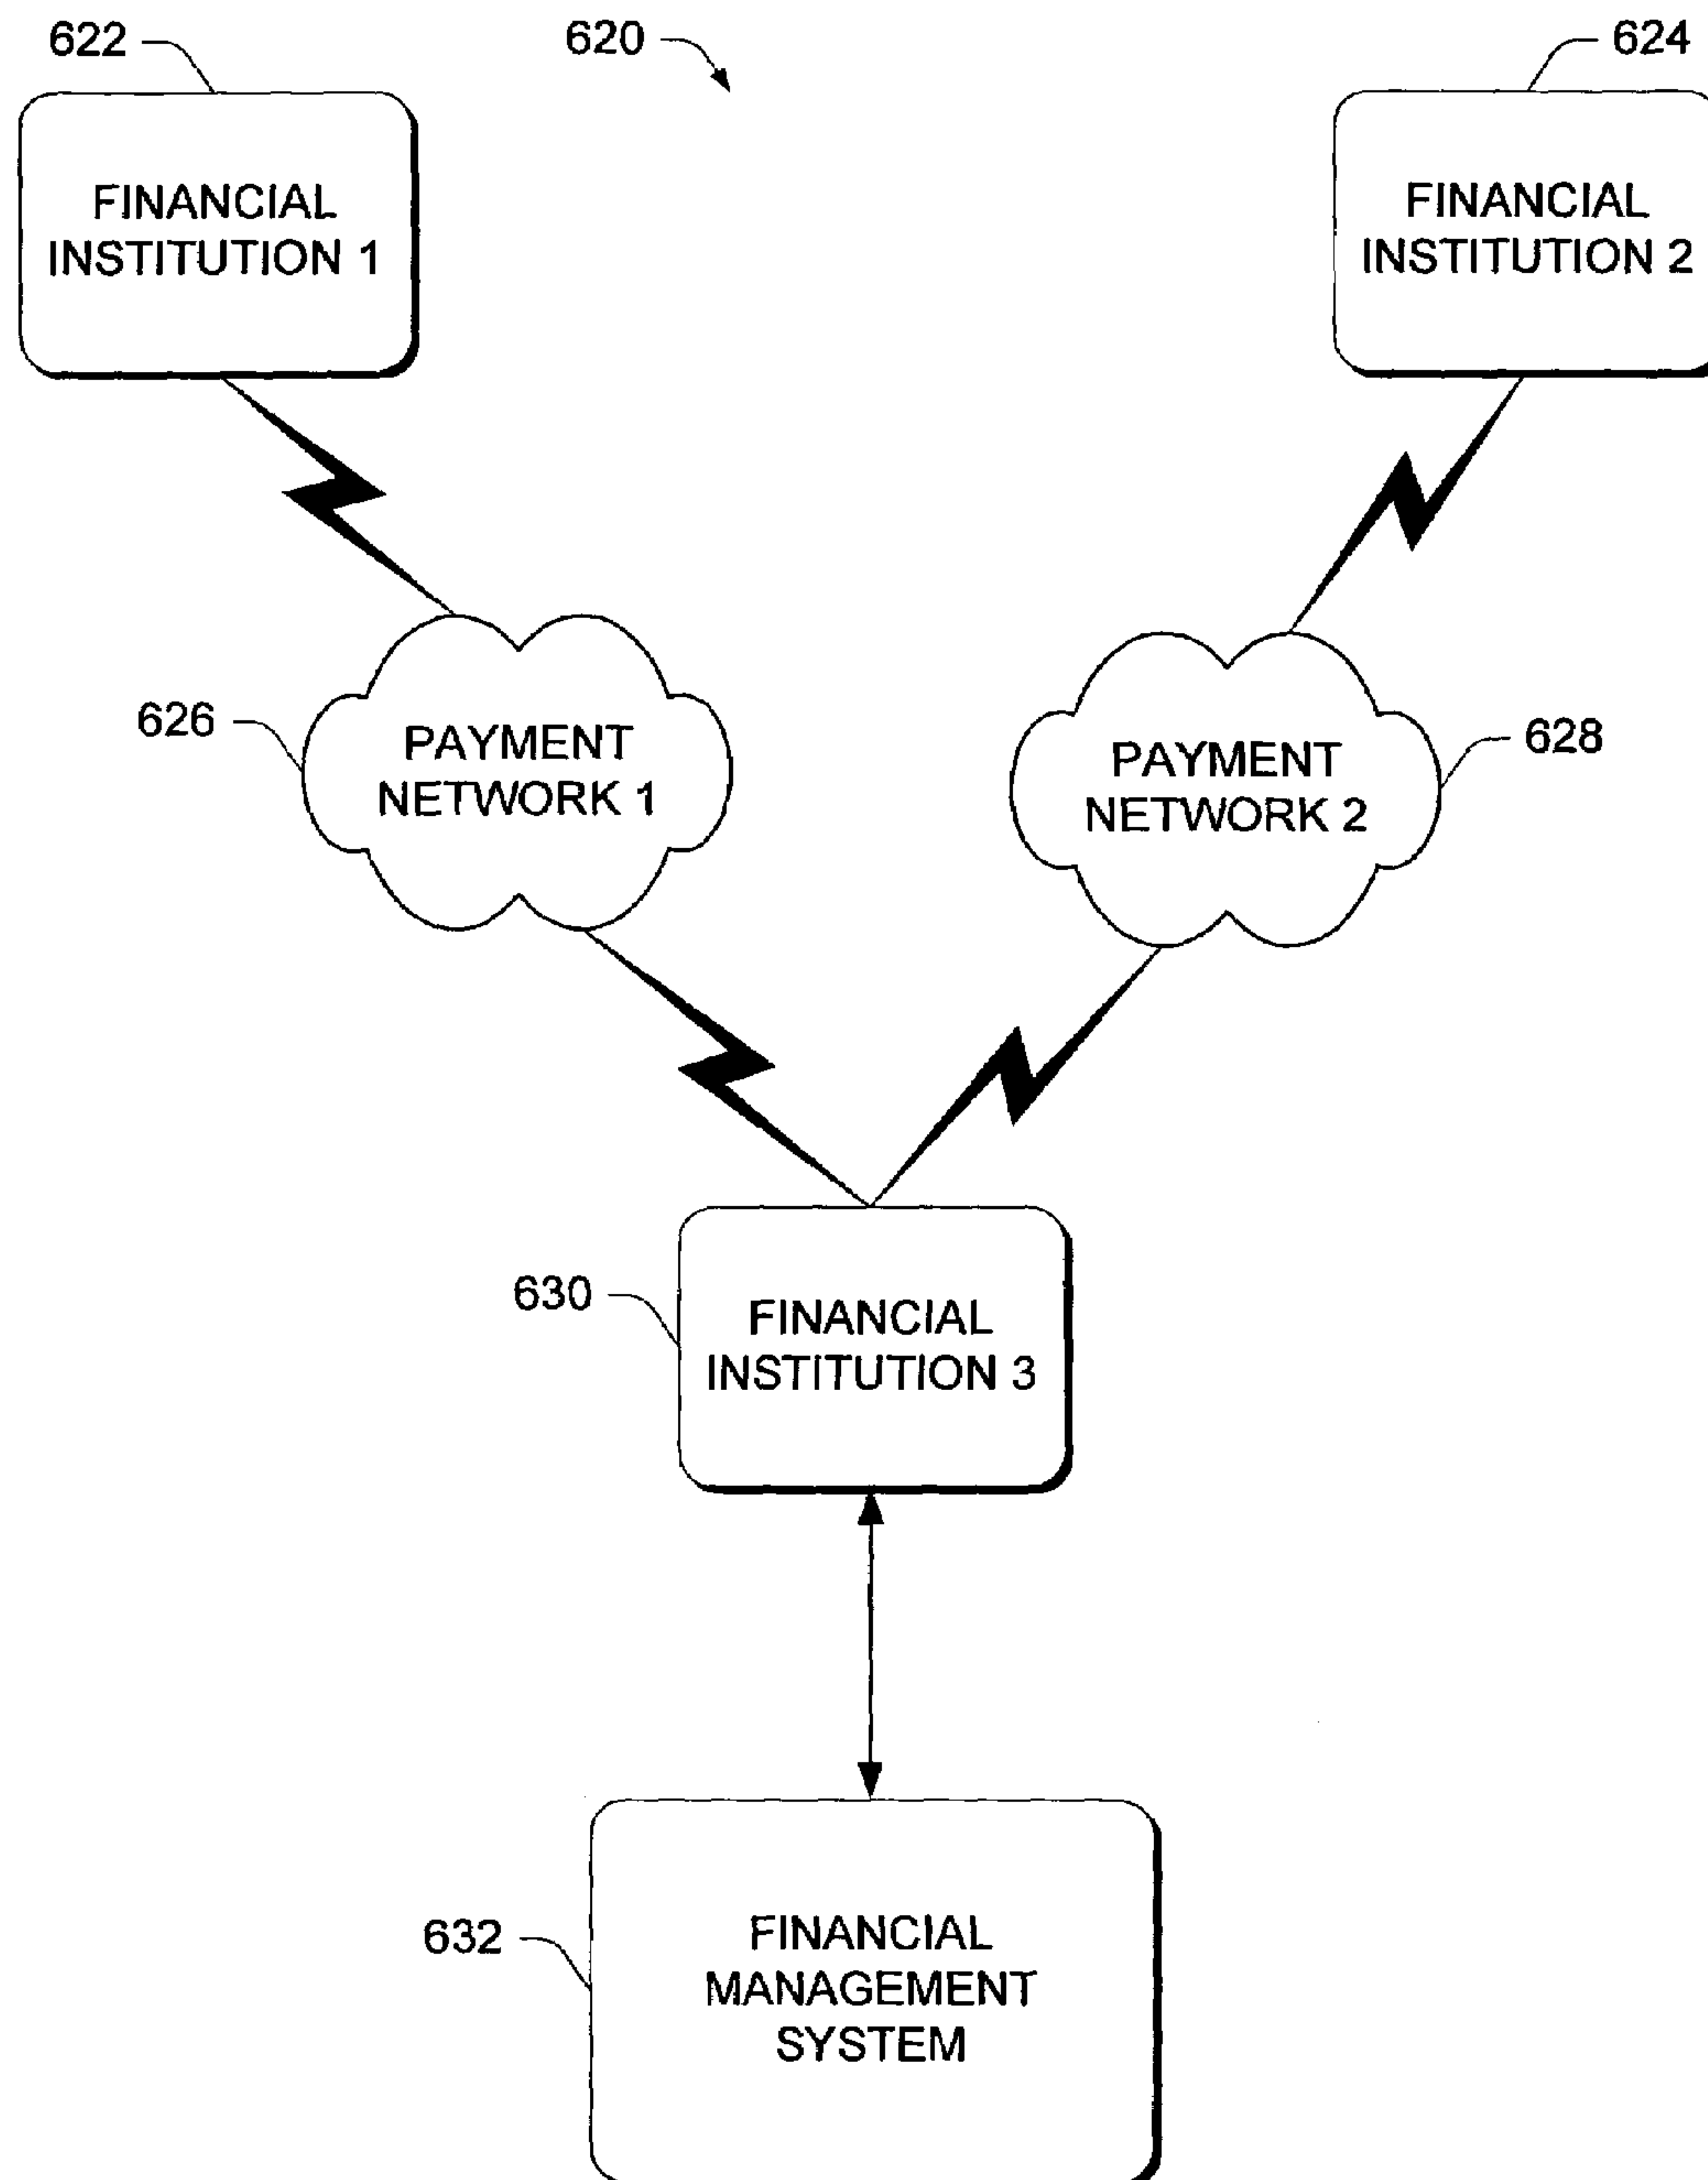 622
620
624
FINANCIAL
INSTITUTION 1
FINANCIAL
INSTITUTION 2
626
PAYMENT
NETWORK 1
PAYMENT
NETWORK 2
628
630
FINANCIAL
INSTITUTION 3
632
FINANCIAL
MANAGEMENT
SYSTEM